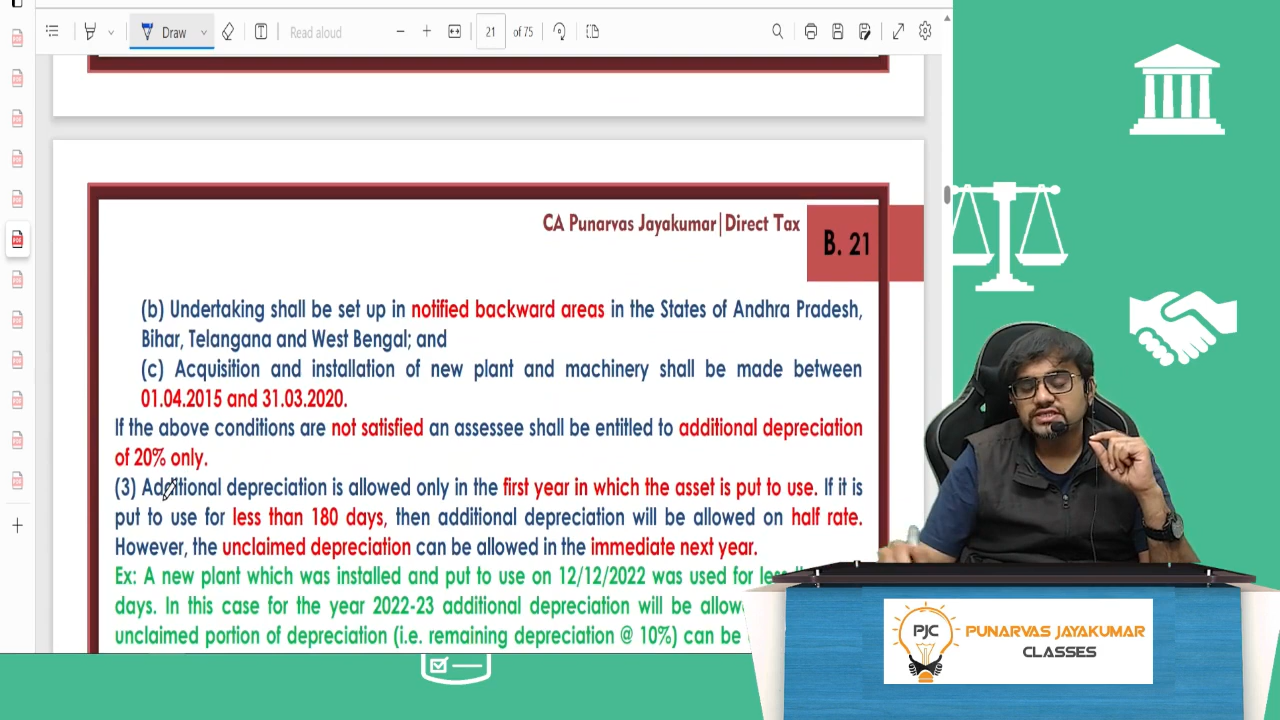 Draw
Read aloud
21
of 75
CA Punarvas Jayakumar|Direct Tax
B. 21
(b) Undertaking shall be set up in notified backward areas in the States of Andhra Pradesh,
Bihar, Telangana and West Bengal; and
(c) Acquisition and installation of new plant and machinery shall be made between
01.04.2015 and 31.03.2020.
If the above conditions are not satisfied an assessee shall be entitled to additional depreciation
of 20% only.
(3) Additional depreciation is allowed only in the first year in which the asset is put to use. If it is
put to use for less than 180 days, then additional depreciation will be allowed on half rate.
However, the unclaimed depreciation can be allowed in the immediate next year.
Ex: A new plant which was installed and put to use on 12/12/2022 was used for
days. In this case for the year 2022-23 additional depreciation will be
unclaimed portion of depreciation (i.e. remaining depreciation @ 10%) can be
PJC
PUNARVAS JAYAKUMAR
CLASSES